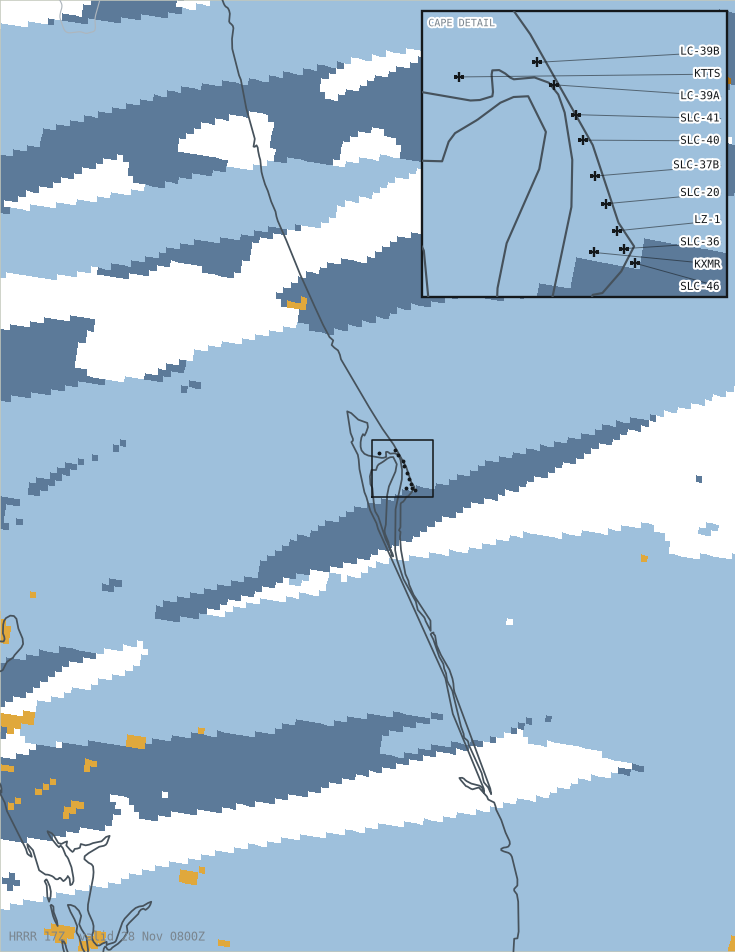 CAPE DETAIL
LC-39B
KTTS
LC-39A
SLC-41
SLC-40
SLC-37B
SLC-20
LZ-1
SLC-36
KXMR
SLC-46
HRRR 17Z valid 28 Nov 0800Z